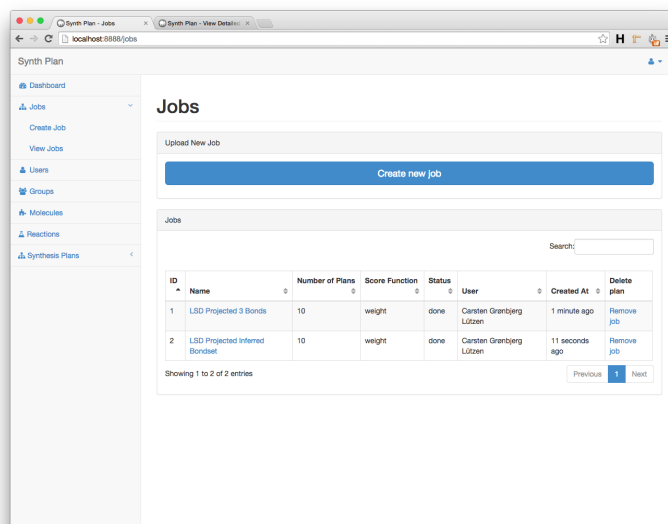 Synth Plan - Jobs
Synth Plan - View Detailed
localhost:8888/jobs
Synth Plan
Dashboard
Jobs
Create Job
View Jobs
Users
Groups
Molecules
Reactions
Synthesis Plans
Jobs
Upload New Job
Create new job
Jobs
Search:
ID Name Number of Plans Score Function Status User Created At Delete plan
1 LSD Projected 3 Bonds 10 weight done Carsten Grønbjerg Lützen 1 minute ago Remove job
2 LSD Projected Inferred Bondset 10 weight done Carsten Grønbjerg Lützen 11 seconds ago Remove job
Showing 1 to 2 of 2 entries
Previous 1 Next